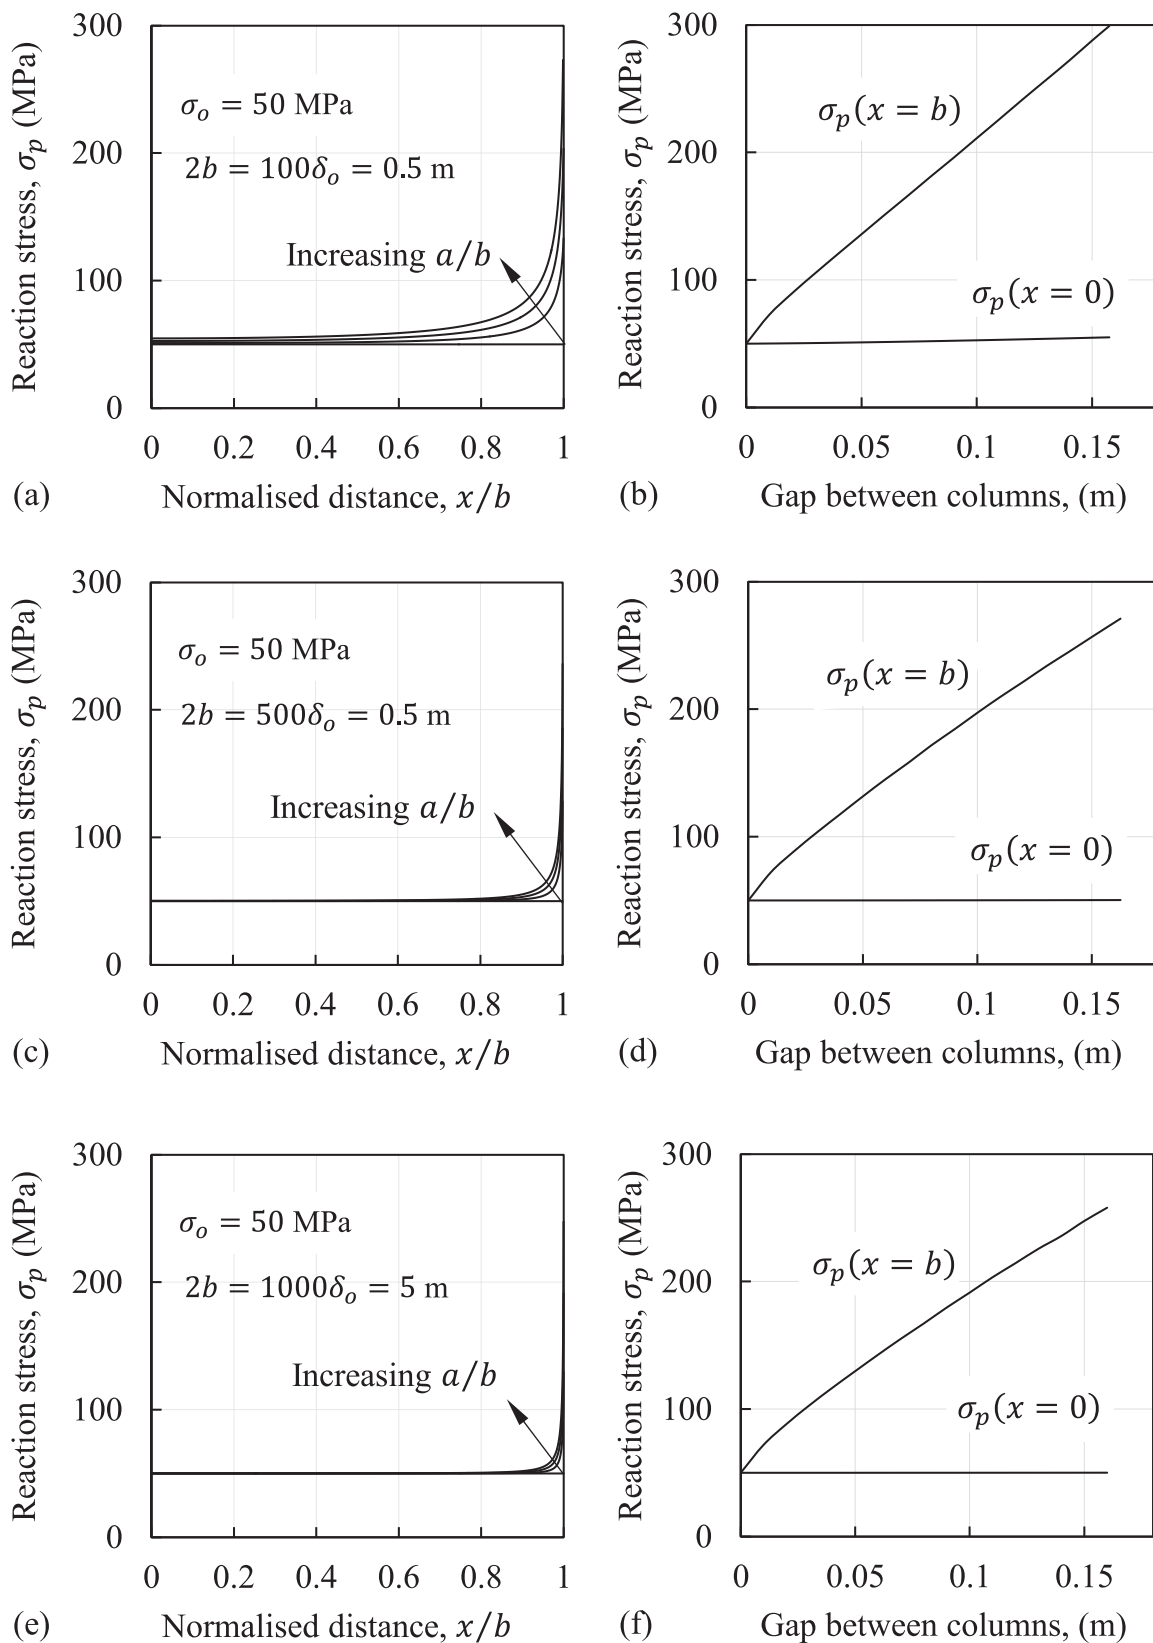 300
200
100
0
Reaction stress, σₚ (MPa)
σₒ = 50 MPa
2b = 100δₒ = 0.5 m
Increasing a/b
0 0.2 0.4 0.6 0.8 1
(a) Normalised distance, x/b
300
200
100
0
Reaction stress, σₚ (MPa)
σₚ(x = b)
σₚ(x = 0)
0 0.05 0.1 0.15
(b) Gap between columns, (m)
300
200
100
0
Reaction stress, σₚ (MPa)
σₒ = 50 MPa
2b = 500δₒ = 0.5 m
Increasing a/b
0 0.2 0.4 0.6 0.8 1
(c) Normalised distance, x/b
300
200
100
0
Reaction stress, σₚ (MPa)
σₚ(x = b)
σₚ(x = 0)
0 0.05 0.1 0.15
(d) Gap between columns, (m)
300
200
100
0
Reaction stress, σₚ (MPa)
σₒ = 50 MPa
2b = 1000δₒ = 5 m
Increasing a/b
0 0.2 0.4 0.6 0.8 1
(e) Normalised distance, x/b
300
200
100
0
Reaction stress, σₚ (MPa)
σₚ(x = b)
σₚ(x = 0)
0 0.05 0.1 0.15
(f) Gap between columns, (m)